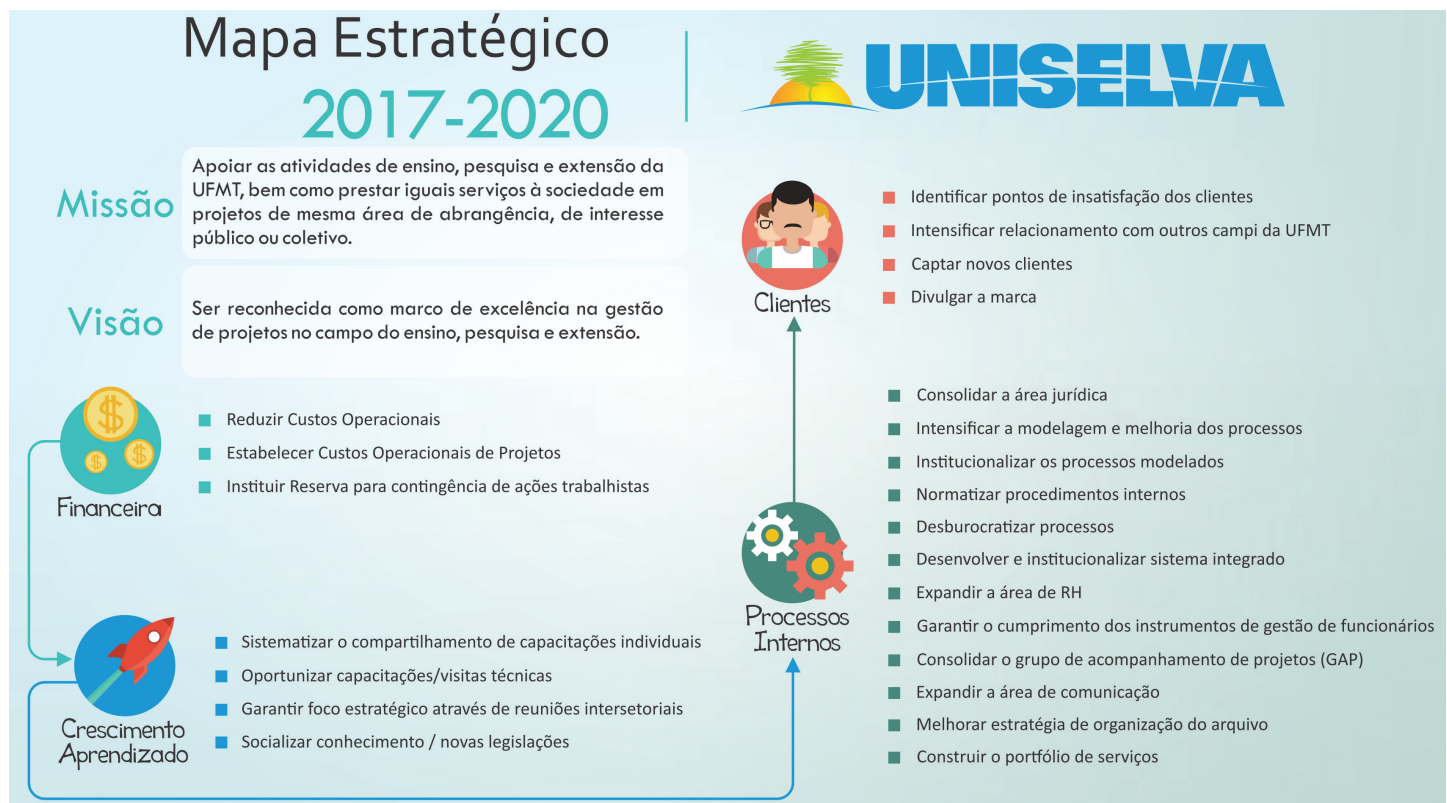 Mapa Estratégico
2017-2020
UNISELVA
Missão
Apoiar as atividades de ensino, pesquisa e extensão da
UFMT, bem como prestar iguais serviços à sociedade em
projetos de mesma área de abrangência, de interesse
público ou coletivo.
Visão
Ser reconhecida como marco de excelência na gestão
de projetos no campo do ensino, pesquisa e extensão.
Financeira
Reduzir Custos Operacionais
Estabelecer Custos Operacionais de Projetos
Instituir Reserva para contingência de ações trabalhistas
Crescimento
Aprendizado
Sistematizar o compartilhamento de capacitações individuais
Oportunizar capacitações/visitas técnicas
Garantir foco estratégico através de reuniões intersetoriais
Socializar conhecimento / novas legislações
Clientes
Identificar pontos de insatisfação dos clientes
Intensificar relacionamento com outros campi da UFMT
Captar novos clientes
Divulgar a marca
Processos
Internos
Consolidar a área jurídica
Intensificar a modelagem e melhoria dos processos
Institucionalizar os processos modelados
Normatizar procedimentos internos
Desburocratizar processos
Desenvolver e institucionalizar sistema integrado
Expandir a área de RH
Garantir o cumprimento dos instrumentos de gestão de funcionários
Consolidar o grupo de acompanhamento de projetos (GAP)
Expandir a área de comunicação
Melhorar estratégia de organização do arquivo
Construir o portfólio de serviços